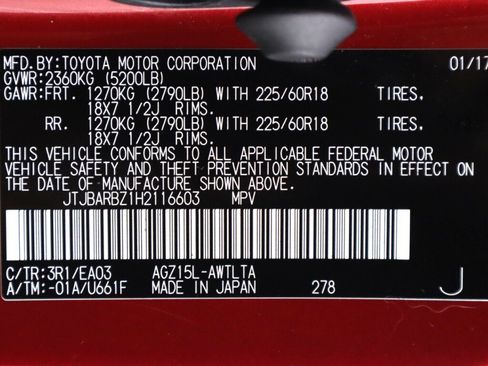 MFD.BY:TOYOTA MOTOR CORPORATION 01/17
GVWR:2360KG (5200LB)
GAWR:FRT. 1270KG (2790LB) WITH 225/60R18 TIRES,
18X7 1/2J RIMS.
RR. 1270KG (2790LB) WITH 225/60R18 TIRES,
18X7 1/2J RIMS.
THIS VEHICLE CONFORMS TO ALL APPLICABLE FEDERAL MOTOR
VEHICLE SAFETY AND THEFT PREVENTION STANDARDS IN EFFECT ON
THE DATE OF MANUFACTURE SHOWN ABOVE.
JTJBARBZ1H2116603 MPV
C/TR:3R1/EA03 AGZ15L-AWTLTA
A/TM:-01A/U661F MADE IN JAPAN 278 J